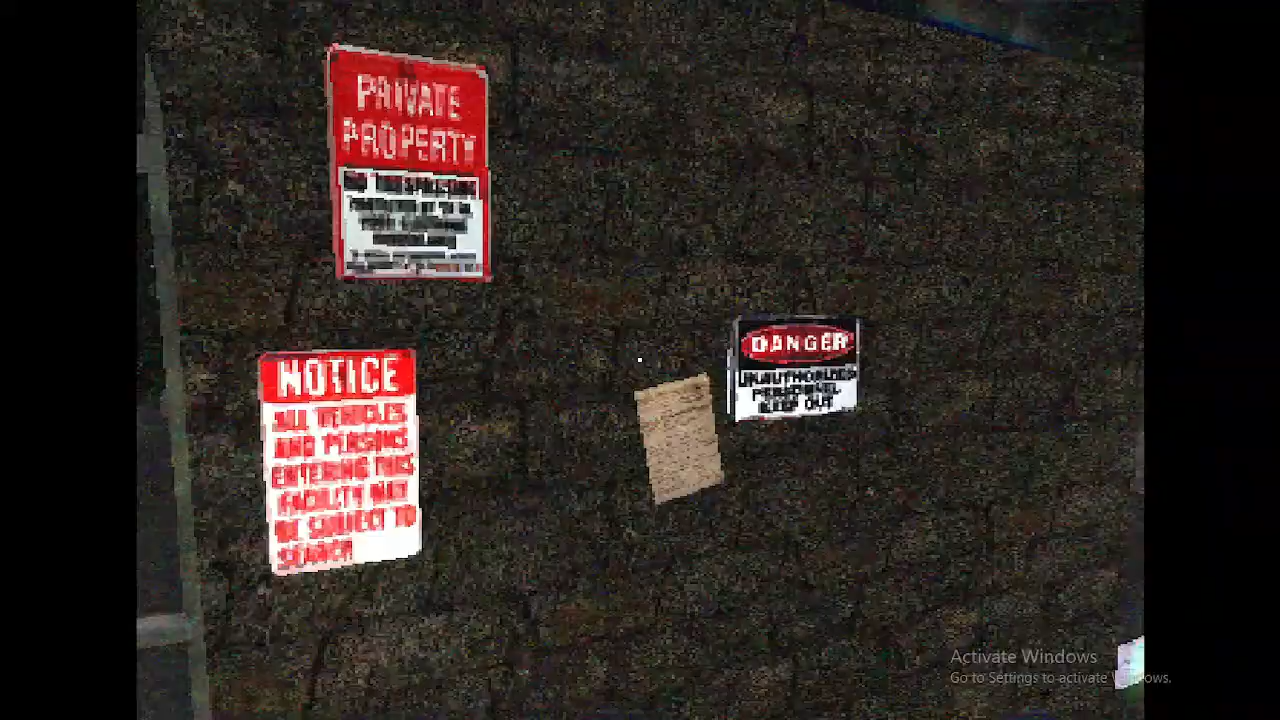 PRIVATE
PROPERTY
NOTICE
ALL VEHICLES
AND PERSONS
ENTERING THIS
FACILITY MAY
BE SUBJECT TO
SEARCH
DANGER
UNAUTHORIZED
PERSONNEL
KEEP OUT
Activate Windows
Go to Settings to activate Windows.